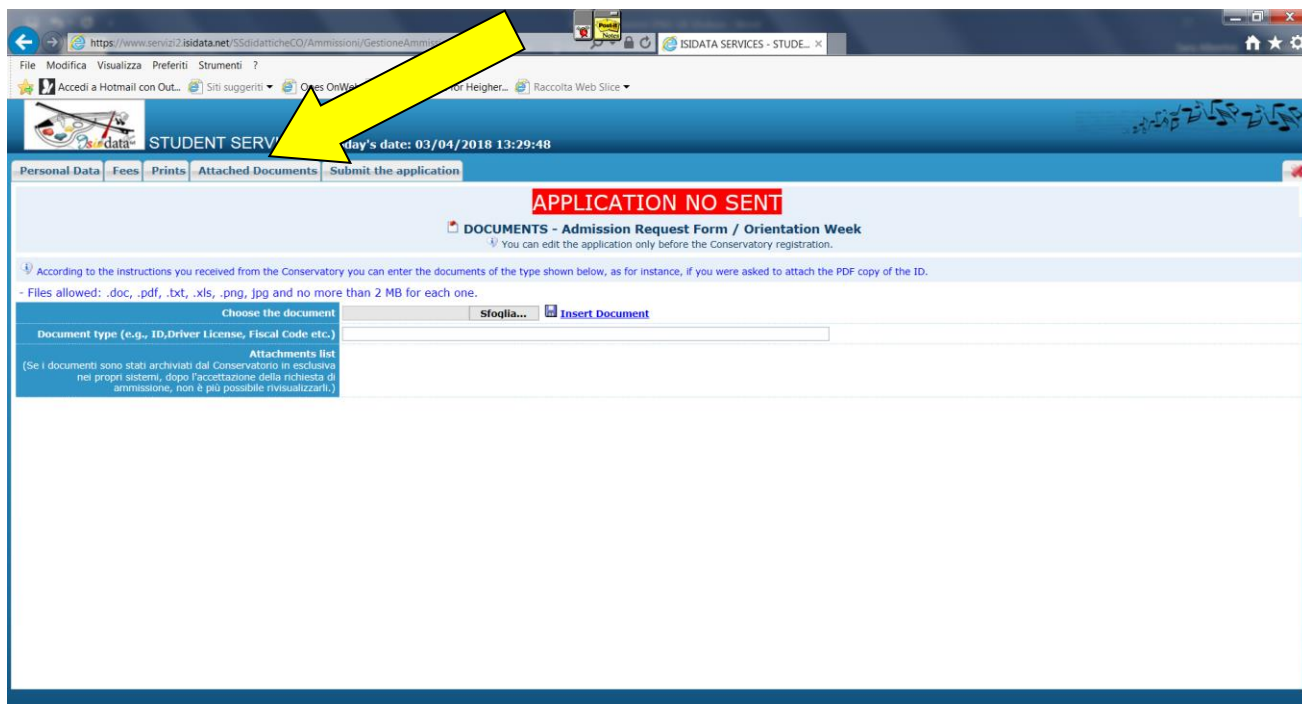 https://www.servizi2.isidata.net/SSdidatticheCO/Ammissioni/GestioneAmmis
ISIDATA SERVICES - STUDE...
File Modifica Visualizza Preferiti Strumenti ?
Accedi a Hotmail con Out... Siti suggeriti for Heigher... Raccolta Web Slice
Post-it
Notes
Isidata STUDENT SERV day's date: 03/04/2018 13:29:48
Personal Data Fees Prints Attached Documents Submit the application
APPLICATION NO SENT
DOCUMENTS - Admission Request Form / Orientation Week
You can edit the application only before the Conservatory registration.
According to the instructions you received from the Conservatory you can enter the documents of the type shown below, as for instance, if you were asked to attach the PDF copy of the ID.
- Files allowed: .doc, .pdf, .txt, .xls, .png, jpg and no more than 2 MB for each one.
Choose the document Sfoglia... Insert Document
Document type (e.g., ID,Driver License, Fiscal Code etc.)
Attachments list
(Se i documenti sono stati archiviati dal Conservatorio in esclusiva
nei propri sistemi, dopo l'accettazione della richiesta di
ammissione, non è più possibile rivisualizzarli.)